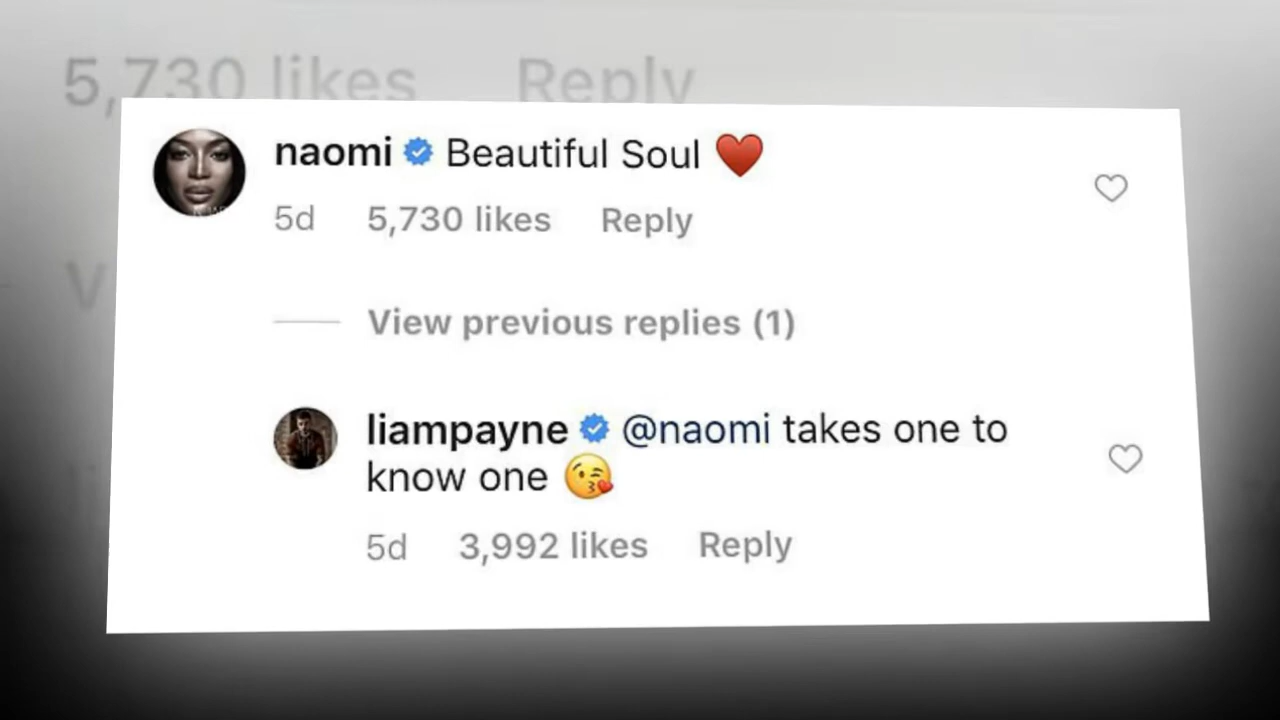 5,730 likes Reply
naomi Beautiful Soul ❤️
5d 5,730 likes Reply
View previous replies (1)
liampayne @naomi takes one to
know one 😘
5d 3,992 likes Reply